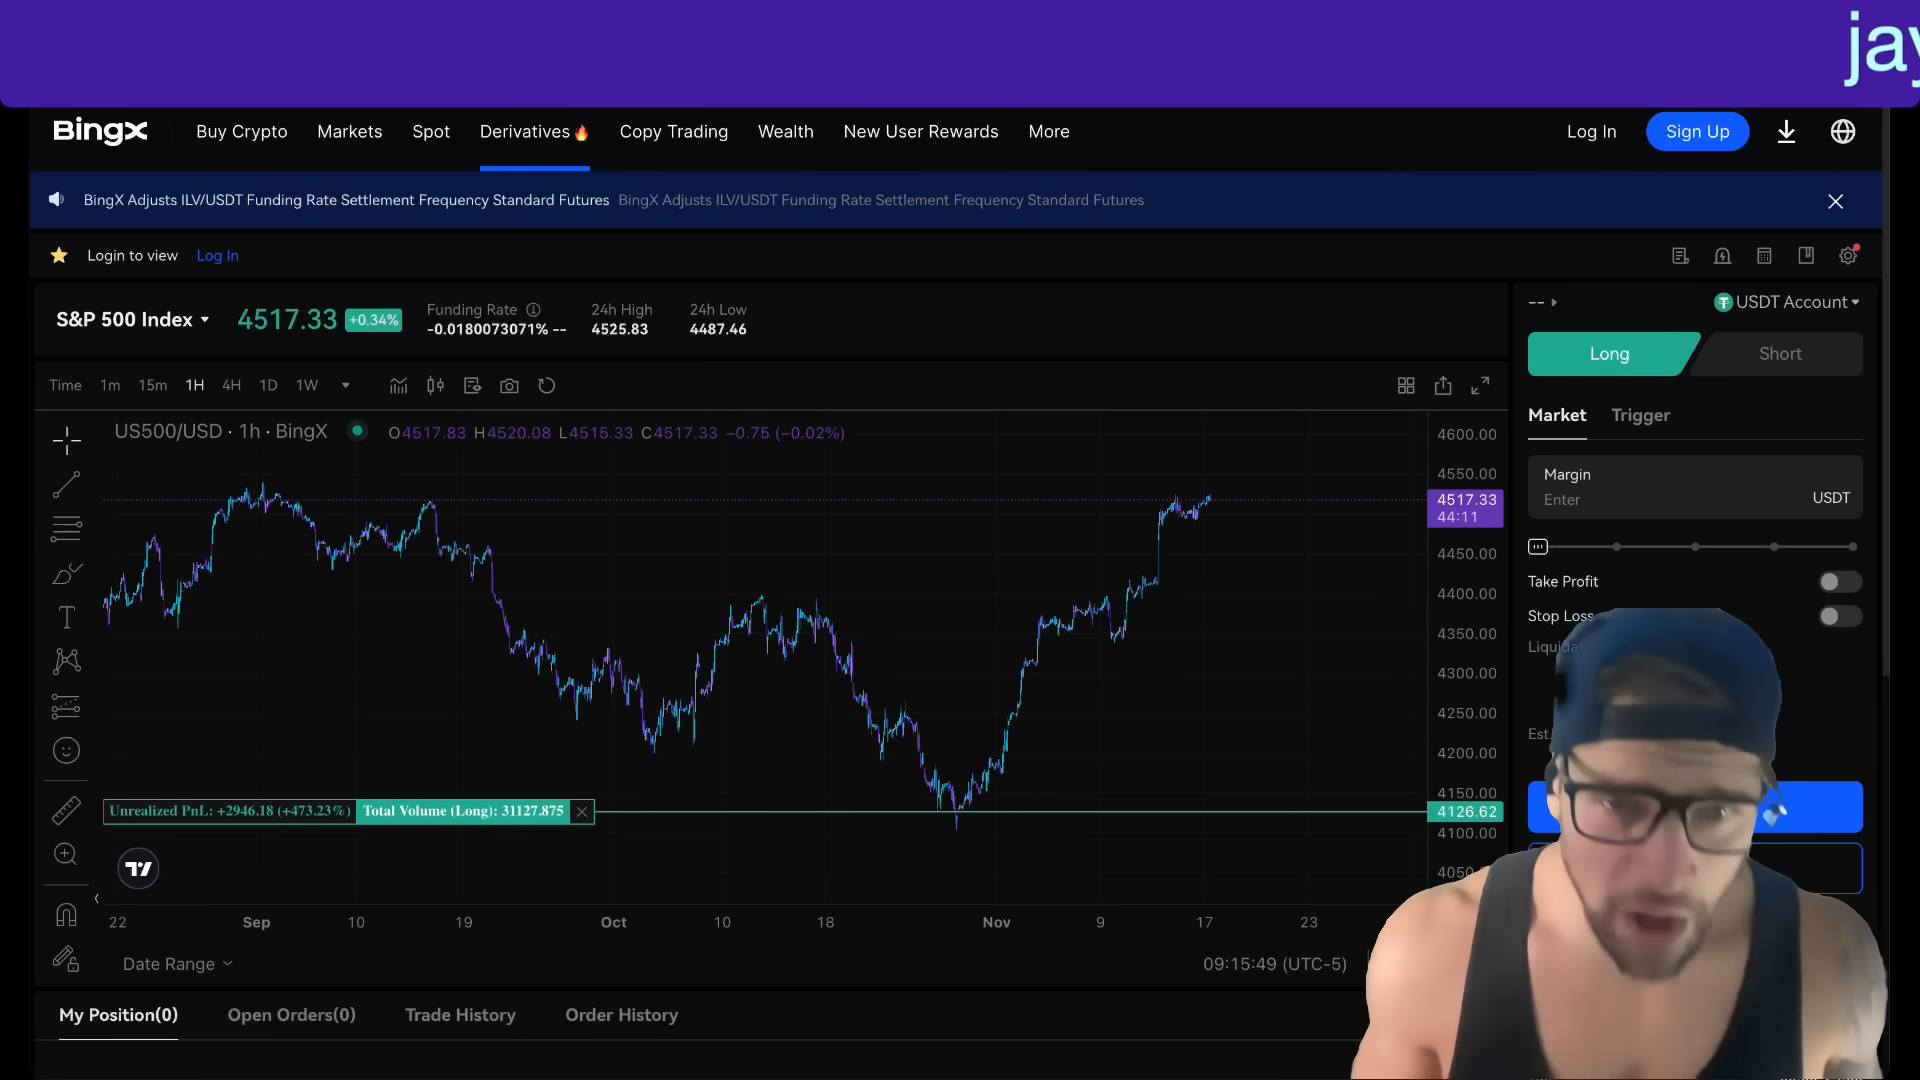 jay
BingX
Buy Crypto
Markets
Spot
Derivatives
Copy Trading
Wealth
New User Rewards
More
Log In
Sign Up
BingX Adjusts ILV/USDT Funding Rate Settlement Frequency Standard Futures
BingX Adjusts ILV/USDT Funding Rate Settlement Frequency Standard Futures
Login to view
Log In
S&P 500 Index
4517.33
+0.34%
Funding Rate
-0.0180073071% --
24h High
4525.83
24h Low
4487.46
--
USDT Account
Long
Short
Time
1m
15m
1H
4H
1D
1W
Market
Trigger
US500/USD · 1h · BingX
O4517.83 H4520.08 L4515.33 C4517.33 −0.75 (−0.02%)
Margin
Enter
USDT
Take Profit
Stop Loss
Est.
4600.00
4550.00
4517.33
44:11
4450.00
4400.00
4350.00
4300.00
4250.00
4200.00
4150.00
4126.62
4100.00
Unrealized PnL: +2946.18 (+473.23%)
Total Volume (Long): 31127.875
22
Sep
10
19
Oct
10
18
Nov
9
17
23
Date Range
09:15:49 (UTC-5)
My Position(0)
Open Orders(0)
Trade History
Order History